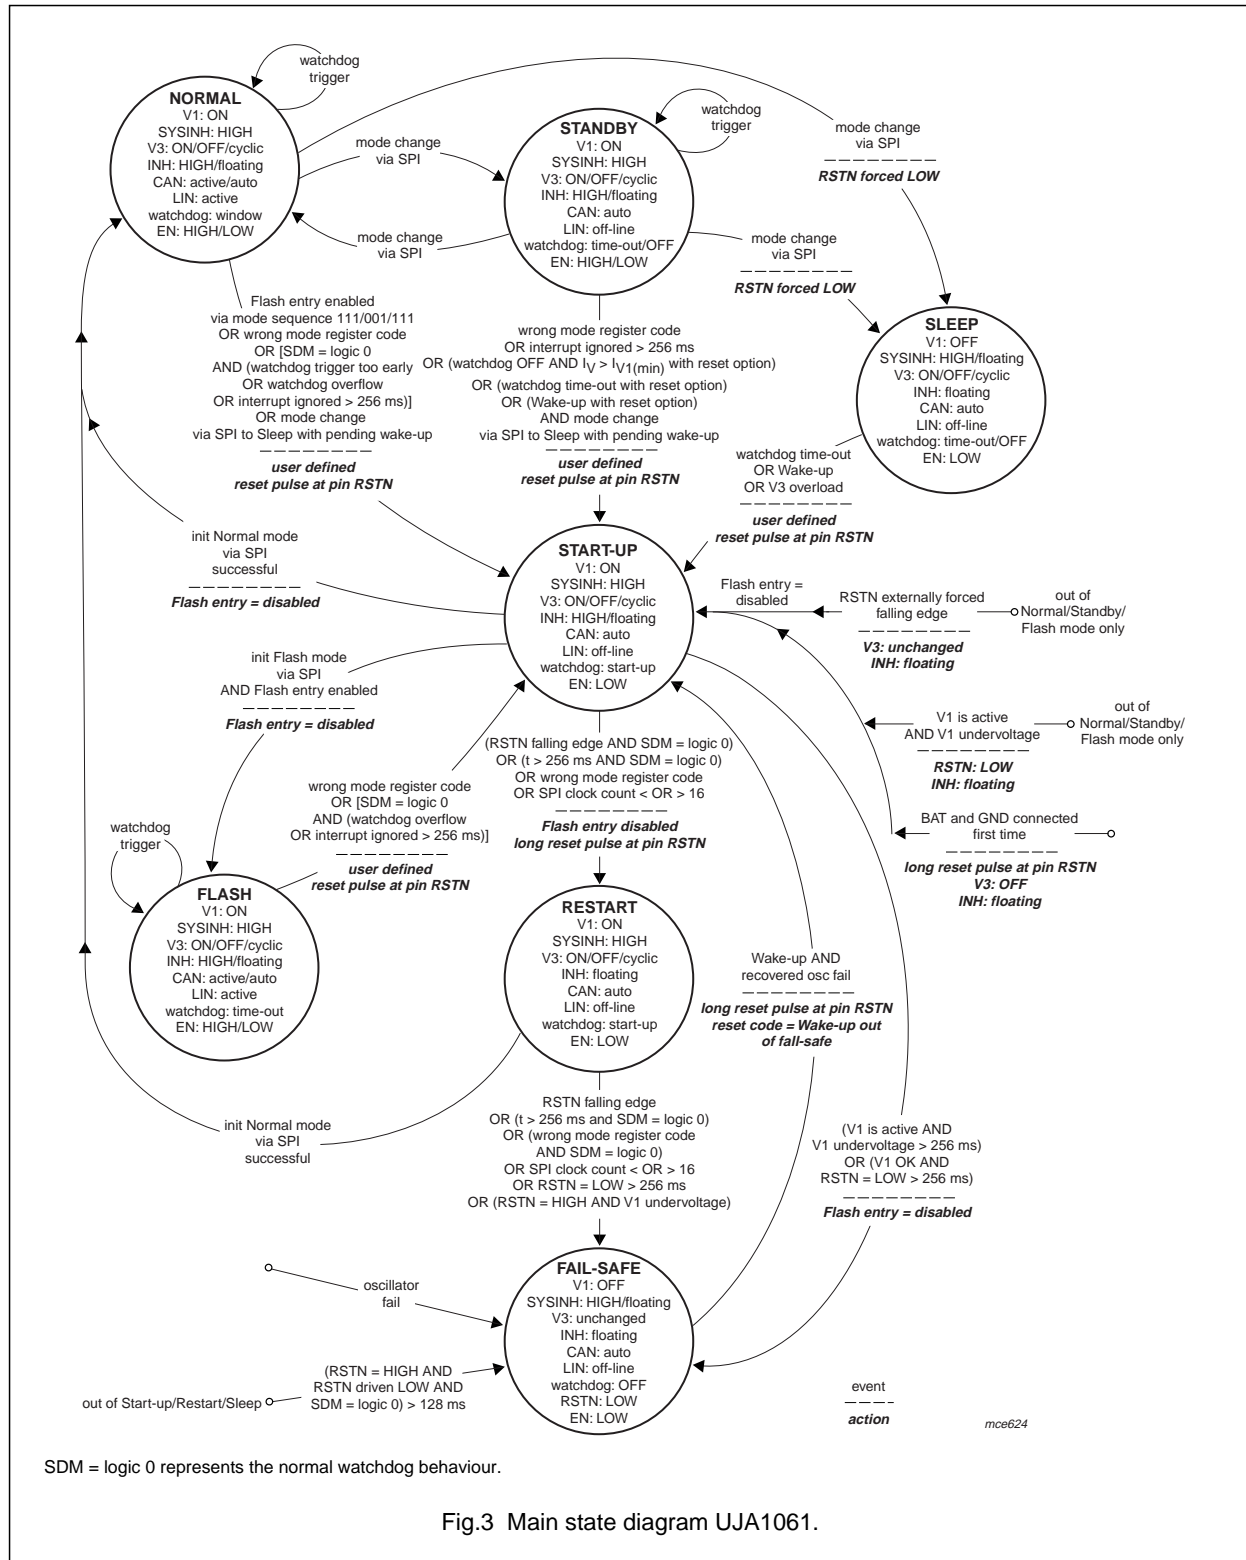 watchdog
trigger
NORMAL
V1: ON
SYSINH: HIGH
V3: ON/OFF/cyclic
INH: HIGH/floating
CAN: active/auto
LIN: active
watchdog: window
EN: HIGH/LOW
mode change
via SPI
mode change
via SPI
STANDBY
V1: ON
SYSINH: HIGH
V3: ON/OFF/cyclic
INH: HIGH/floating
CAN: auto
LIN: off-line
watchdog: time-out/OFF
EN: HIGH/LOW
watchdog
trigger
mode change
via SPI
RSTN forced LOW
mode change
via SPI
RSTN forced LOW
SLEEP
V1: OFF
SYSINH: HIGH/floating
V3: ON/OFF/cyclic
INH: floating
CAN: auto
LIN: off-line
watchdog: time-out/OFF
EN: LOW
Flash entry enabled
via mode sequence 111/001/111
OR wrong mode register code
OR [SDM = logic 0
AND (watchdog trigger too early
OR watchdog overflow
OR interrupt ignored > 256 ms)]
OR mode change
via SPI to Sleep with pending wake-up
user defined
reset pulse at pin RSTN
wrong mode register code
OR interrupt ignored > 256 ms
OR (watchdog OFF AND IV > IV1(min) with reset option)
OR (watchdog time-out with reset option)
OR (Wake-up with reset option)
AND mode change
via SPI to Sleep with pending wake-up
user defined
reset pulse at pin RSTN
watchdog time-out
OR Wake-up
OR V3 overload
user defined
reset pulse at pin RSTN
init Normal mode
via SPI
successful
Flash entry = disabled
START-UP
V1: ON
SYSINH: HIGH
V3: ON/OFF/cyclic
INH: HIGH/floating
CAN: auto
LIN: off-line
watchdog: start-up
EN: LOW
Flash entry =
disabled
RSTN externally forced
falling edge
V3: unchanged
INH: floating
out of
Normal/Standby/
Flash mode only
init Flash mode
via SPI
AND Flash entry enabled
Flash entry = disabled
V1 is active
AND V1 undervoltage
RSTN: LOW
INH: floating
out of
Normal/Standby/
Flash mode only
(RSTN falling edge AND SDM = logic 0)
OR (t > 256 ms AND SDM = logic 0)
OR wrong mode register code
OR SPI clock count < OR > 16
Flash entry disabled
long reset pulse at pin RSTN
wrong mode register code
OR [SDM = logic 0
AND (watchdog overflow
OR interrupt ignored > 256 ms)]
user defined
reset pulse at pin RSTN
BAT and GND connected
first time
long reset pulse at pin RSTN
V3: OFF
INH: floating
watchdog
trigger
FLASH
V1: ON
SYSINH: HIGH
V3: ON/OFF/cyclic
INH: HIGH/floating
CAN: active/auto
LIN: active
watchdog: time-out
EN: HIGH/LOW
RESTART
V1: ON
SYSINH: HIGH
V3: ON/OFF/cyclic
INH: floating
CAN: auto
LIN: off-line
watchdog: start-up
EN: LOW
Wake-up AND
recovered osc fail
long reset pulse at pin RSTN
reset code = Wake-up out
of fall-safe
init Normal mode
via SPI
successful
RSTN falling edge
OR (t > 256 ms and SDM = logic 0)
OR (wrong mode register code
AND SDM = logic 0)
OR SPI clock count < OR > 16
OR RSTN = LOW > 256 ms
OR (RSTN = HIGH AND V1 undervoltage)
(V1 is active AND
V1 undervoltage > 256 ms)
OR (V1 OK AND
RSTN = LOW > 256 ms)
Flash entry = disabled
oscillator
fail
FAIL-SAFE
V1: OFF
SYSINH: HIGH/floating
V3: unchanged
INH: floating
CAN: auto
LIN: off-line
watchdog: OFF
RSTN: LOW
EN: LOW
out of Start-up/Restart/Sleep
(RSTN = HIGH AND
RSTN driven LOW AND
SDM = logic 0) > 128 ms
event
action
mce624
SDM = logic 0 represents the normal watchdog behaviour.
Fig.3 Main state diagram UJA1061.